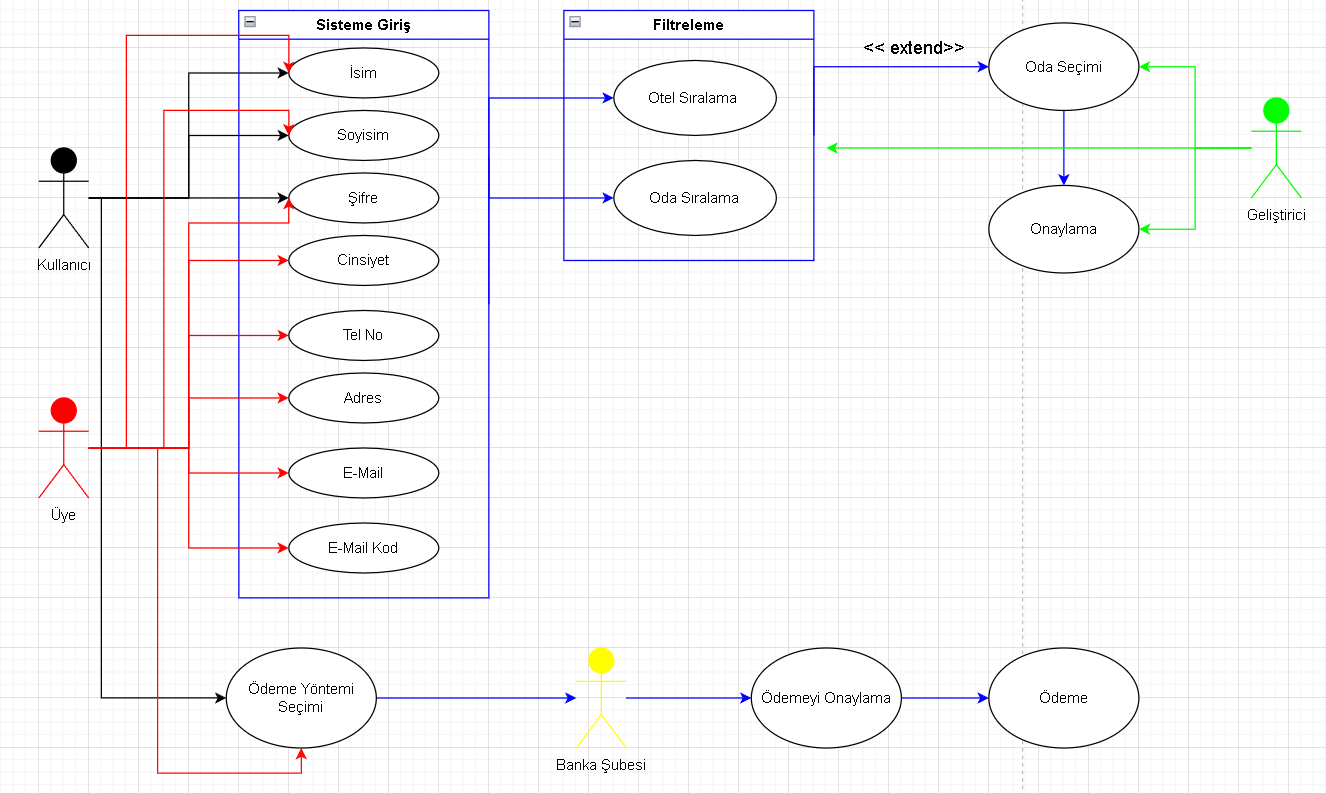 Sisteme Giriş
İsim
Soyisim
Şifre
Cinsiyet
Tel No
Adres
E-Mail
E-Mail Kod
Filtreleme
Otel Sıralama
Oda Sıralama
<< extend>>
Oda Seçimi
Onaylama
Geliştirici
Kullanıcı
Üye
Ödeme Yöntemi
Seçimi
Banka Şubesi
Ödemeyi Onaylama
Ödeme